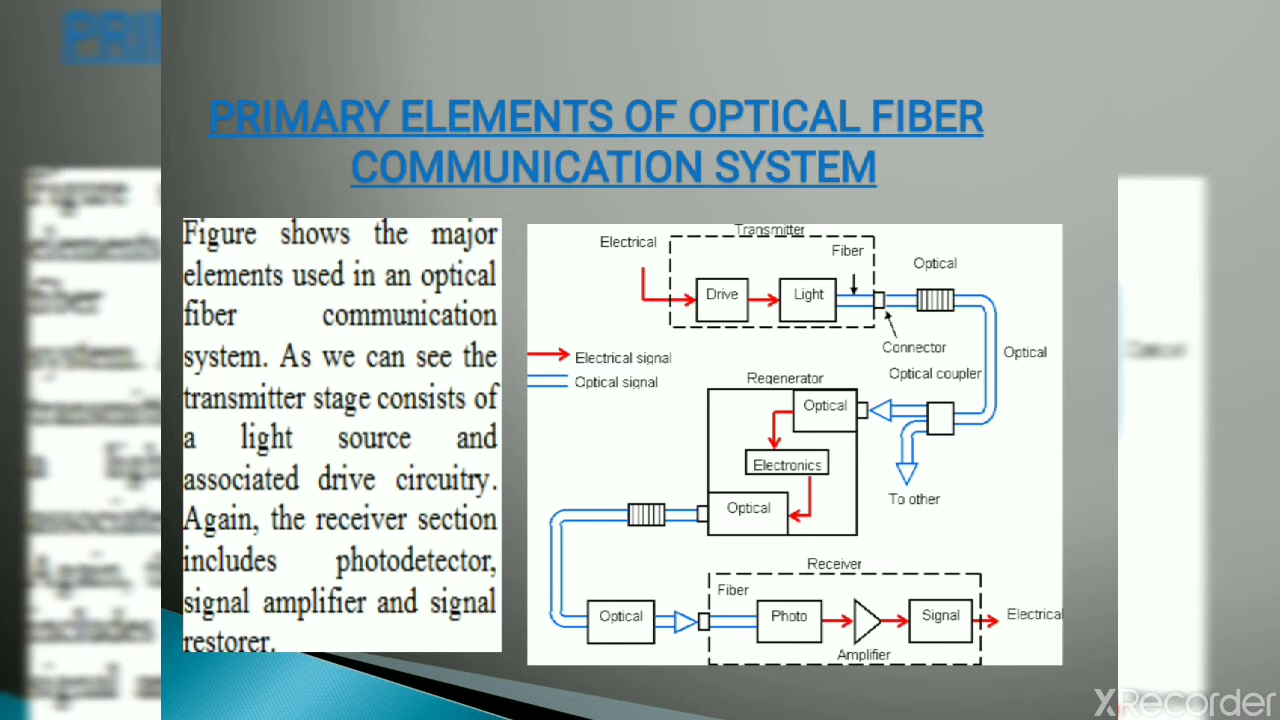 PRIMARY ELEMENTS OF OPTICAL FIBER
COMMUNICATION SYSTEM
Figure shows the major
elements used in an optical
fiber communication
system. As we can see the
transmitter stage consists of
a light source and
associated drive circuitry.
Again, the receiver section
includes photodetector,
signal amplifier and signal
restorer.
Transmitter
Electrical
Fiber
Optical
Drive
Light
Connector
Optical
Electrical signal
Optical signal
Optical coupler
Regenerator
Optical
Electronics
To other
Optical
Receiver
Fiber
Optical
Photo
Signal
Electrical
Amplifier
XRecorder